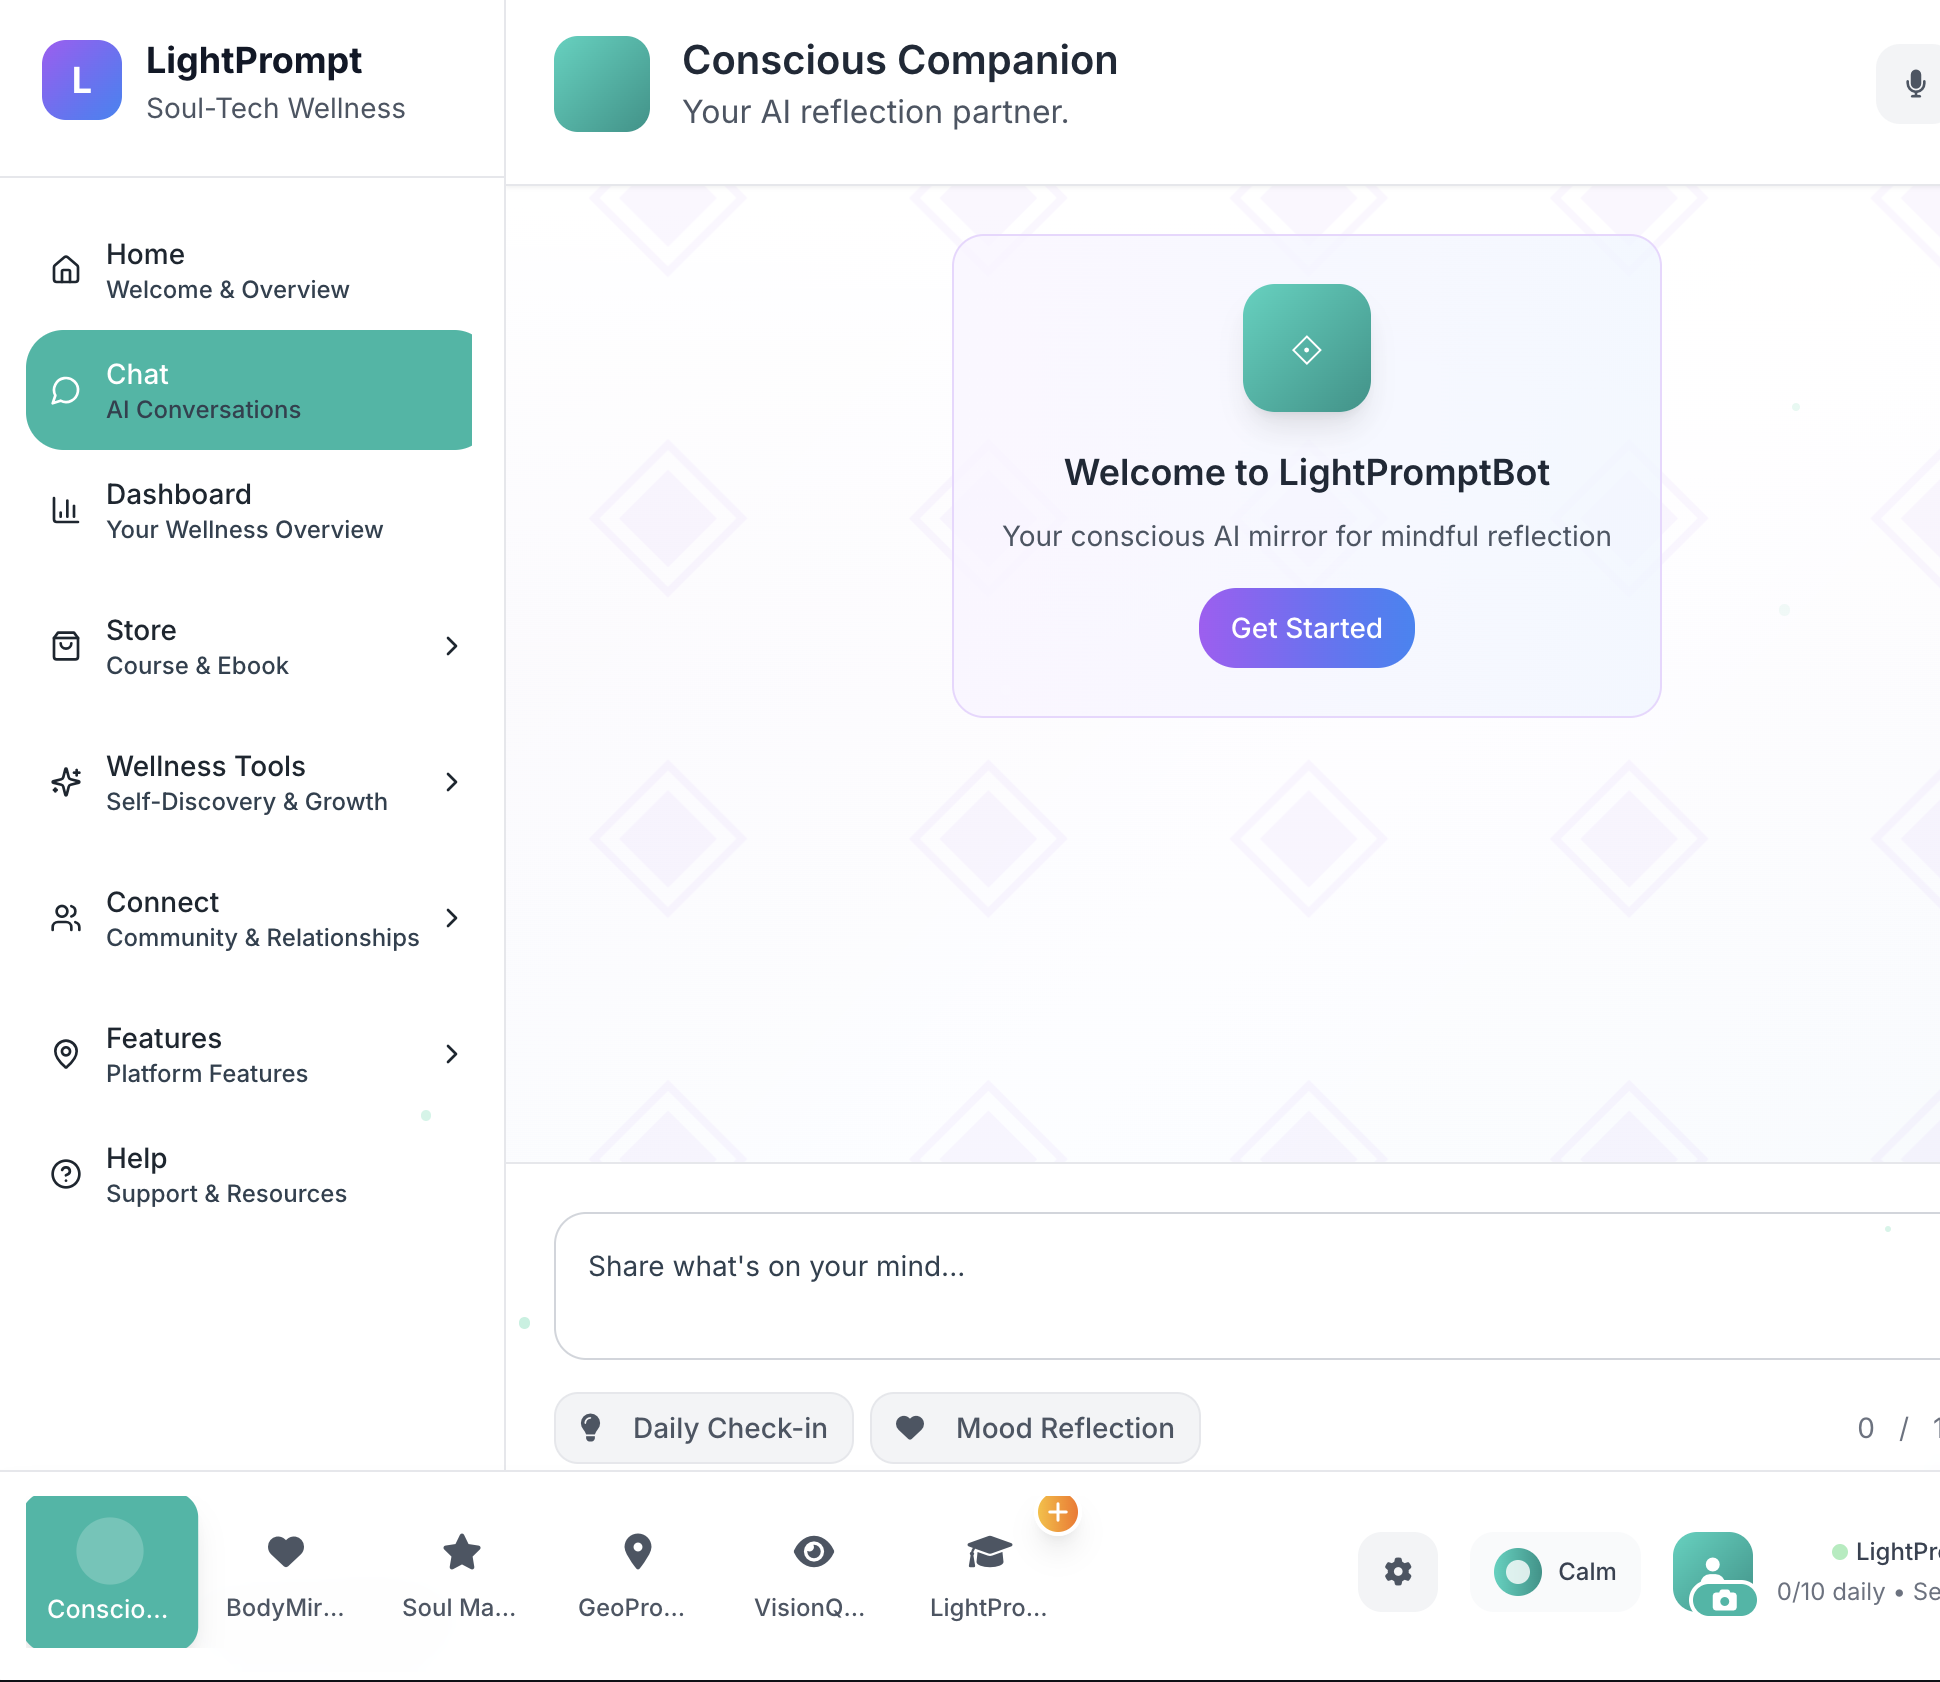 L
LightPrompt
Soul-Tech Wellness
Home
Welcome & Overview
Chat
AI Conversations
Dashboard
Your Wellness Overview
Store
Course & Ebook
Wellness Tools
Self-Discovery & Growth
Connect
Community & Relationships
Features
Platform Features
Help
Support & Resources
Conscious Companion
Your AI reflection partner.
Welcome to LightPromptBot
Your conscious AI mirror for mindful reflection
Get Started
Share what's on your mind...
Daily Check-in
Mood Reflection
0 / 1
Conscio...
BodyMir...
Soul Ma...
GeoPro...
VisionQ...
LightPro...
Calm
LightPr
0/10 daily • Se